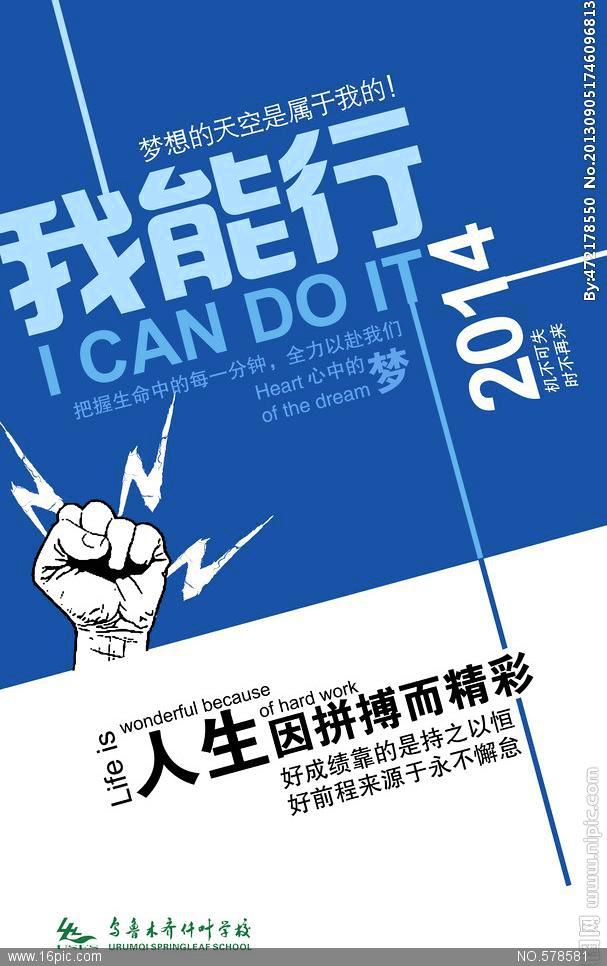 梦想的天空是属于我的!
我能行
I CAN DO IT
把握生命中的每一分钟，全力以赴我们
Heart 心中的
of the dream
梦
2014
机不可失
时不再来
Life is
wonderful because
of hard work
人生因拼搏而精彩
好成绩靠的是持之以恒
好前程来源于永不懈怠
乌鲁木齐仟叶学校
URUMQI SPRINGLEAF SCHOOL
By:472178550 No.20130905174609681​3
www.nipic.com
www.16pic.com
NO.578581